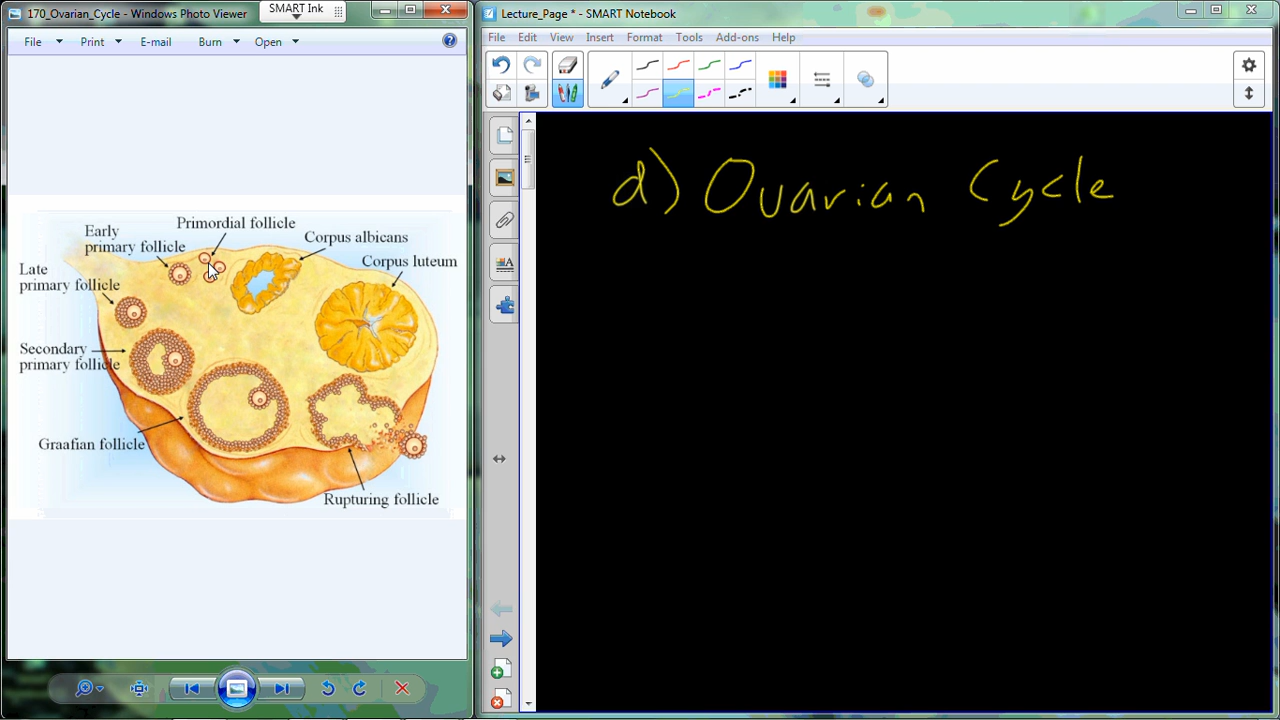 170_Ovarian_Cycle - Windows Photo Viewer
SMART Ink
File Print E-mail Burn Open
Primordial follicle
Early
primary follicle
Corpus albicans
Corpus luteum
Late
primary follicle
Secondary
primary follicle
Graafian follicle
Rupturing follicle
Lecture_Page * - SMART Notebook
File Edit View Insert Format Tools Add-ons Help
d) Ovarian Cycle